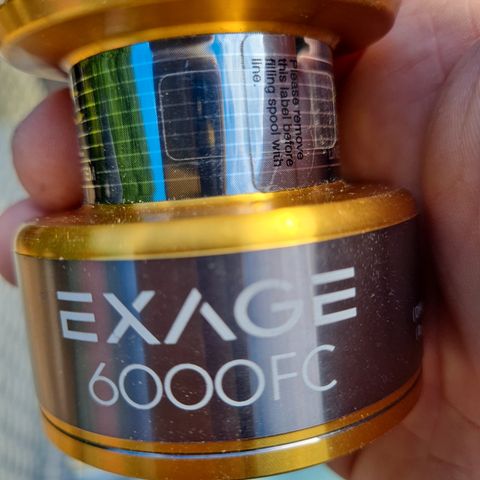 Please remove
this label before
filling spool with
line.
EXAGE
6000FC